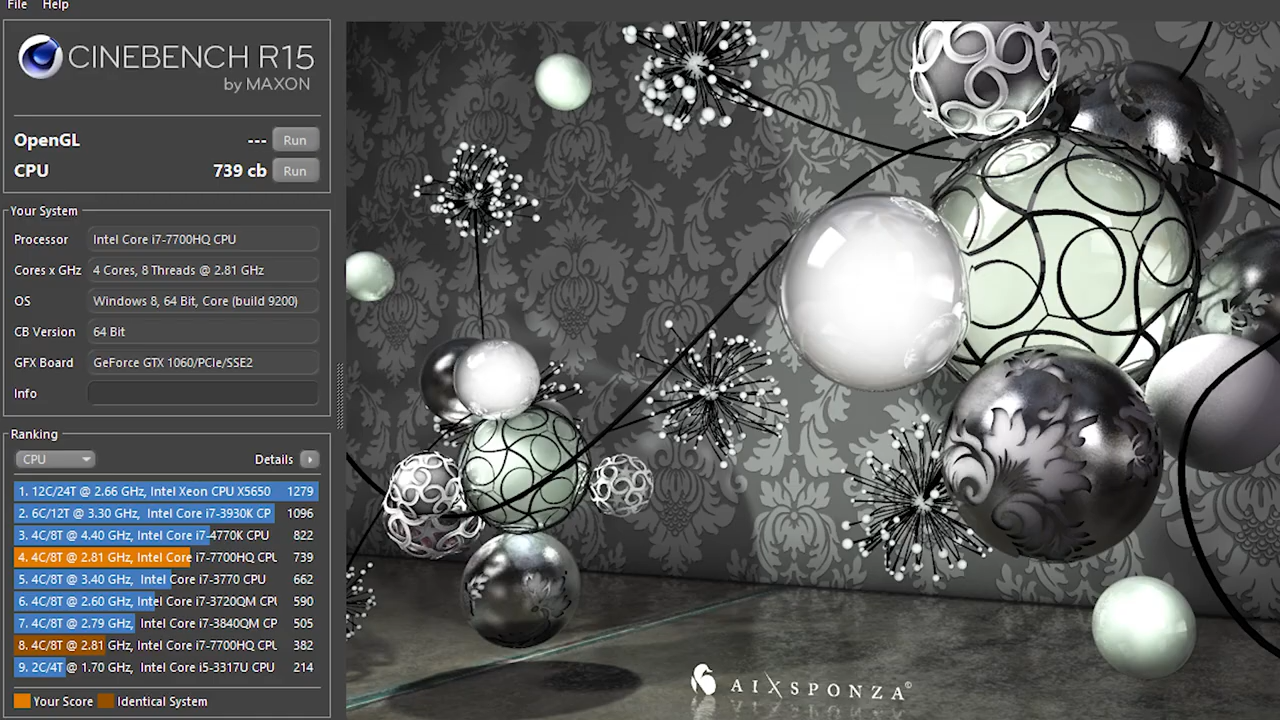 File Help
CINEBENCH R15
by MAXON
OpenGL --- Run
CPU 739 cb Run
Your System
Processor Intel Core i7-7700HQ CPU
Cores x GHz 4 Cores, 8 Threads @ 2.81 GHz
OS Windows 8, 64 Bit, Core (build 9200)
CB Version 64 Bit
GFX Board GeForce GTX 1060/PCIe/SSE2
Info
Ranking
CPU Details
1. 12C/24T @ 2.66 GHz, Intel Xeon CPU X5650 1279
2. 6C/12T @ 3.30 GHz, Intel Core i7-3930K CP 1096
3. 4C/8T @ 4.40 GHz, Intel Core i7-4770K CPU 822
4. 4C/8T @ 2.81 GHz, Intel Core i7-7700HQ CPU 739
5. 4C/8T @ 3.40 GHz, Intel Core i7-3770 CPU 662
6. 4C/8T @ 2.60 GHz, Intel Core i7-3720QM CPU 590
7. 4C/8T @ 2.79 GHz, Intel Core i7-3840QM CP 505
8. 4C/8T @ 2.81 GHz, Intel Core i7-7700HQ CPU 382
9. 2C/4T @ 1.70 GHz, Intel Core i5-3317U CPU 214
Your Score Identical System
AIXSPONZA©